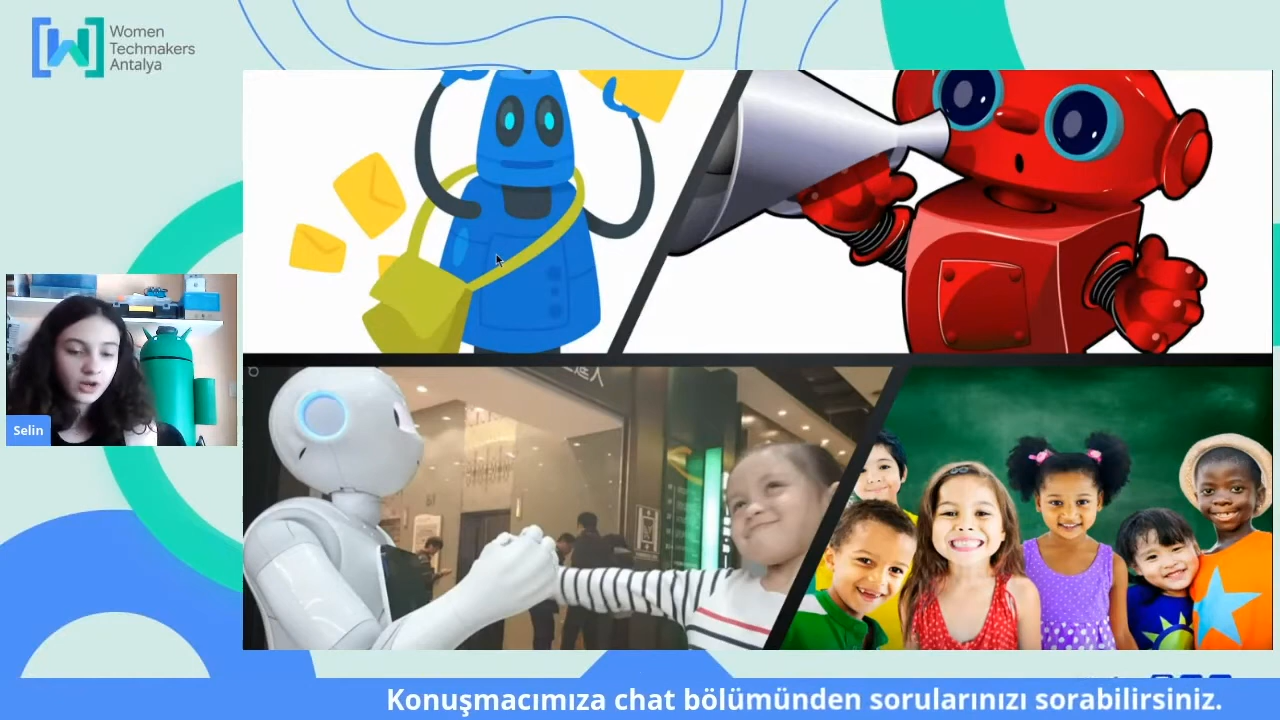 Women
Techmakers
Antalya
Selin
Konuşmacımıza chat bölümünden sorularınızı sorabilirsiniz.